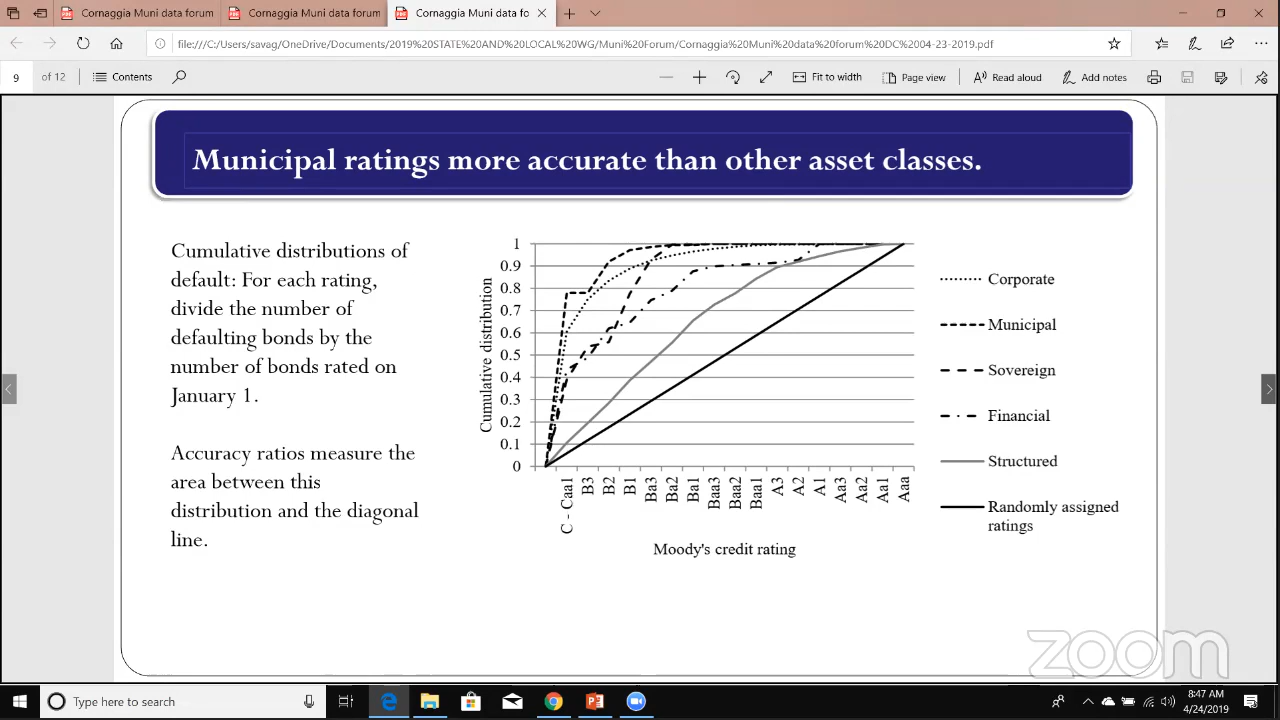 Cornaggia Muni data forum
Cornaggia Muni data forum
Cornaggia Muni data fo
file:///C:/Users/savag/OneDrive/Documents/2019%20STATE%20AND%20LOCAL%20WG/Muni%20Forum/Cornaggia%20Muni%20data%20forum%20DC%2004-23-2019.pdf
9 of 12 Contents Fit to width Page view Read aloud Add notes
Municipal ratings more accurate than other asset classes.
Cumulative distributions of
default: For each rating,
divide the number of
defaulting bonds by the
number of bonds rated on
January 1.
Accuracy ratios measure the
area between this
distribution and the diagonal
line.
Cumulative distribution
1
0.9
0.8
0.7
0.6
0.5
0.4
0.3
0.2
0.1
0
C - Caa1
B3
B2
B1
Ba3
Ba2
Ba1
Baa3
Baa2
Baa1
A3
A2
A1
Aa3
Aa2
Aa1
Aaa
Moody's credit rating
Corporate
Municipal
Sovereign
Financial
Structured
Randomly assigned
ratings
zoom
Type here to search
8:47 AM
4/24/2019